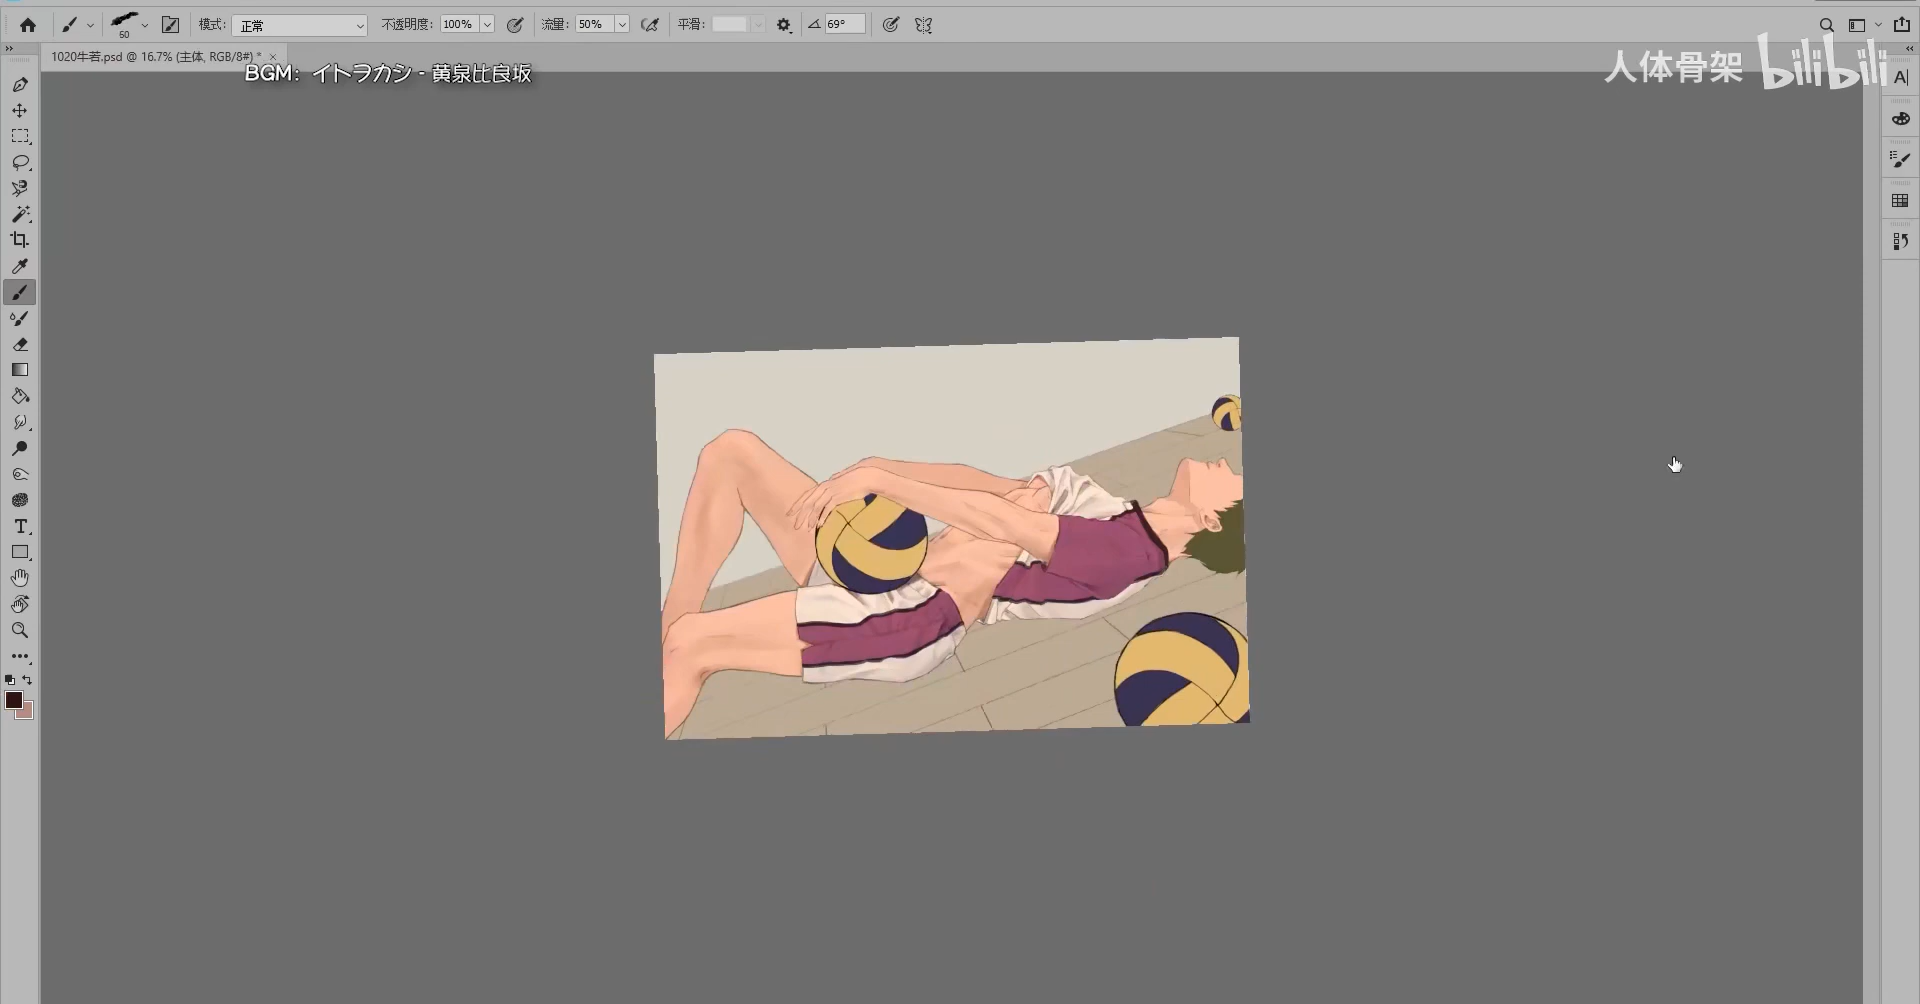 50
模式: 正常
不透明度: 100%
流量: 50%
平滑:
69°
1020牛若.psd @ 16.7% (主体, RGB/8#) * ×
BGM：イトヲカシ - 黄泉比良坂
人体骨架 bilibili